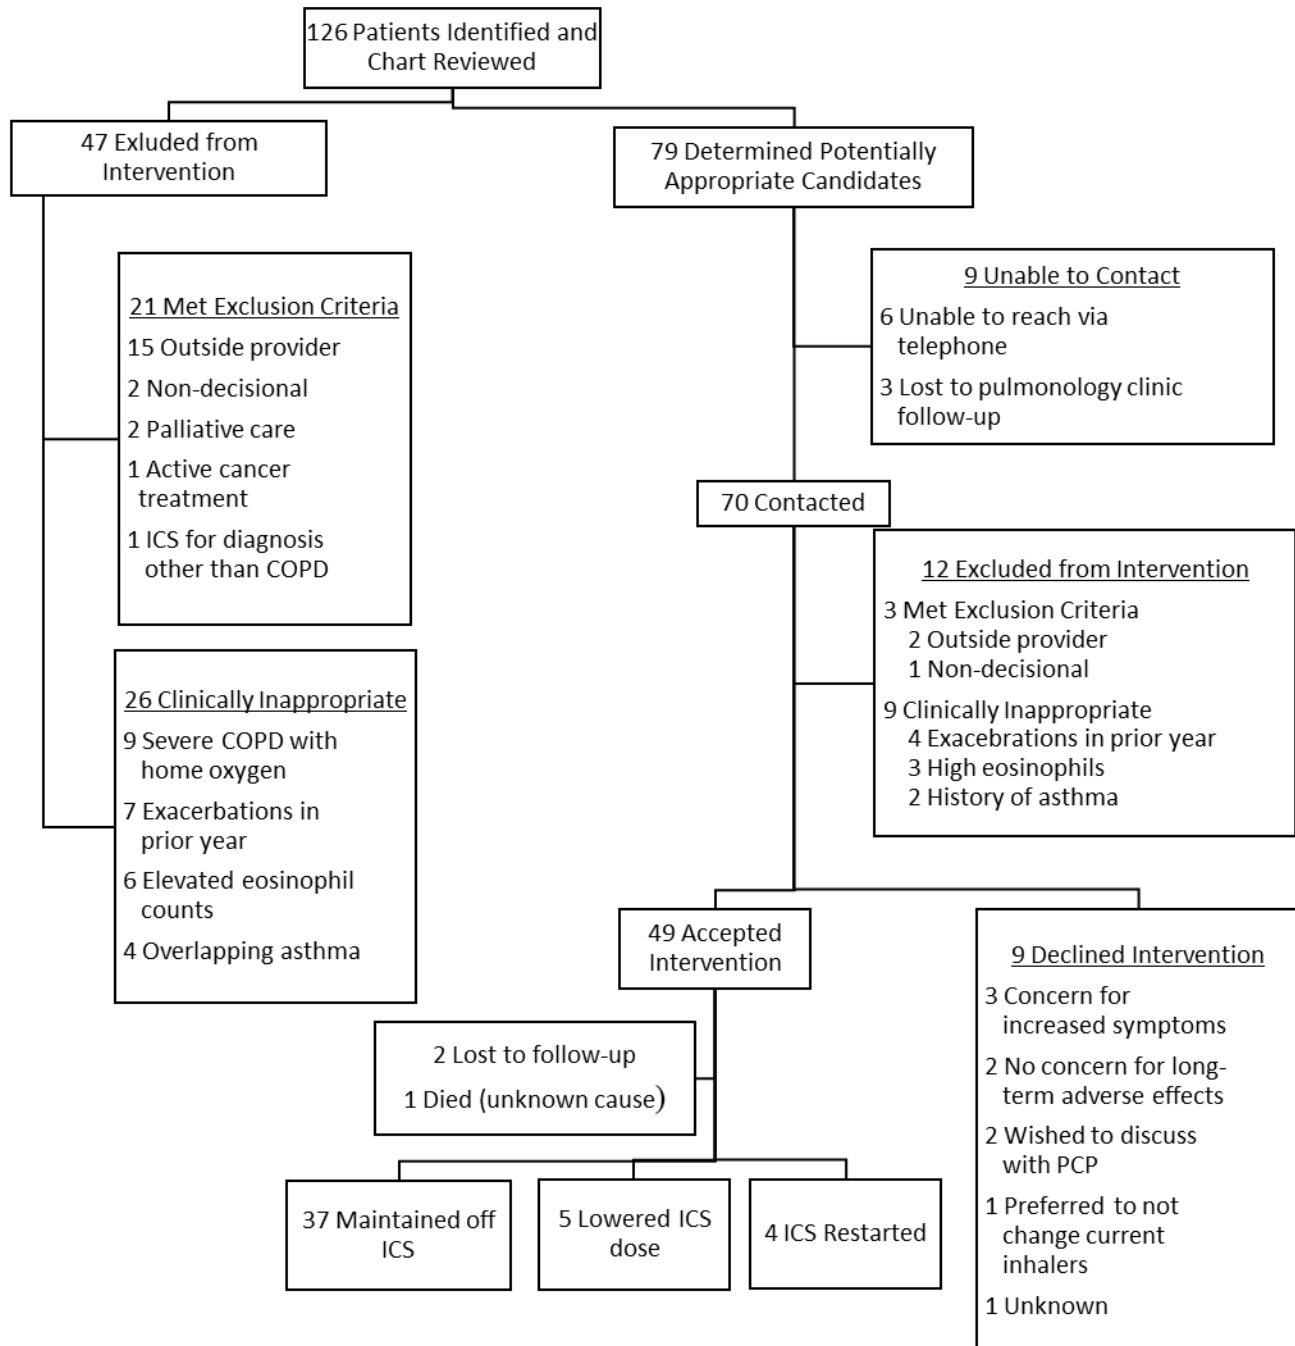 126 Patients Identified and
Chart Reviewed
47 Exluded from
Intervention
79 Determined Potentially
Appropriate Candidates
21 Met Exclusion Criteria
15 Outside provider
2 Non-decisional
2 Palliative care
1 Active cancer
treatment
1 ICS for diagnosis
other than COPD
26 Clinically Inappropriate
9 Severe COPD with
home oxygen
7 Exacerbations in
prior year
6 Elevated eosinophil
counts
4 Overlapping asthma
9 Unable to Contact
6 Unable to reach via
telephone
3 Lost to pulmonology clinic
follow-up
70 Contacted
12 Excluded from Intervention
3 Met Exclusion Criteria
2 Outside provider
1 Non-decisional
9 Clinically Inappropriate
4 Exacebrations in prior year
3 High eosinophils
2 History of asthma
49 Accepted
Intervention
9 Declined Intervention
3 Concern for
increased symptoms
2 No concern for long-
term adverse effects
2 Wished to discuss
with PCP
1 Preferred to not
change current
inhalers
1 Unknown
2 Lost to follow-up
1 Died (unknown cause)
37 Maintained off
ICS
5 Lowered ICS
dose
4 ICS Restarted